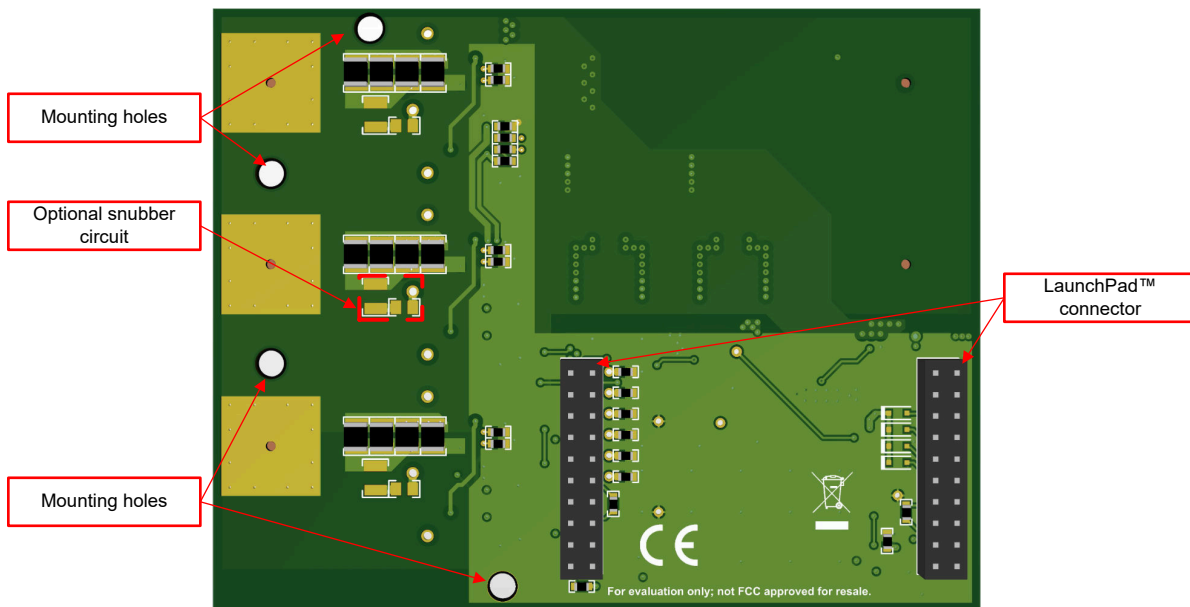 Mounting holes
Optional snubber
circuit
LaunchPad™
connector
Mounting holes
CE
For evaluation only; not FCC approved for resale.